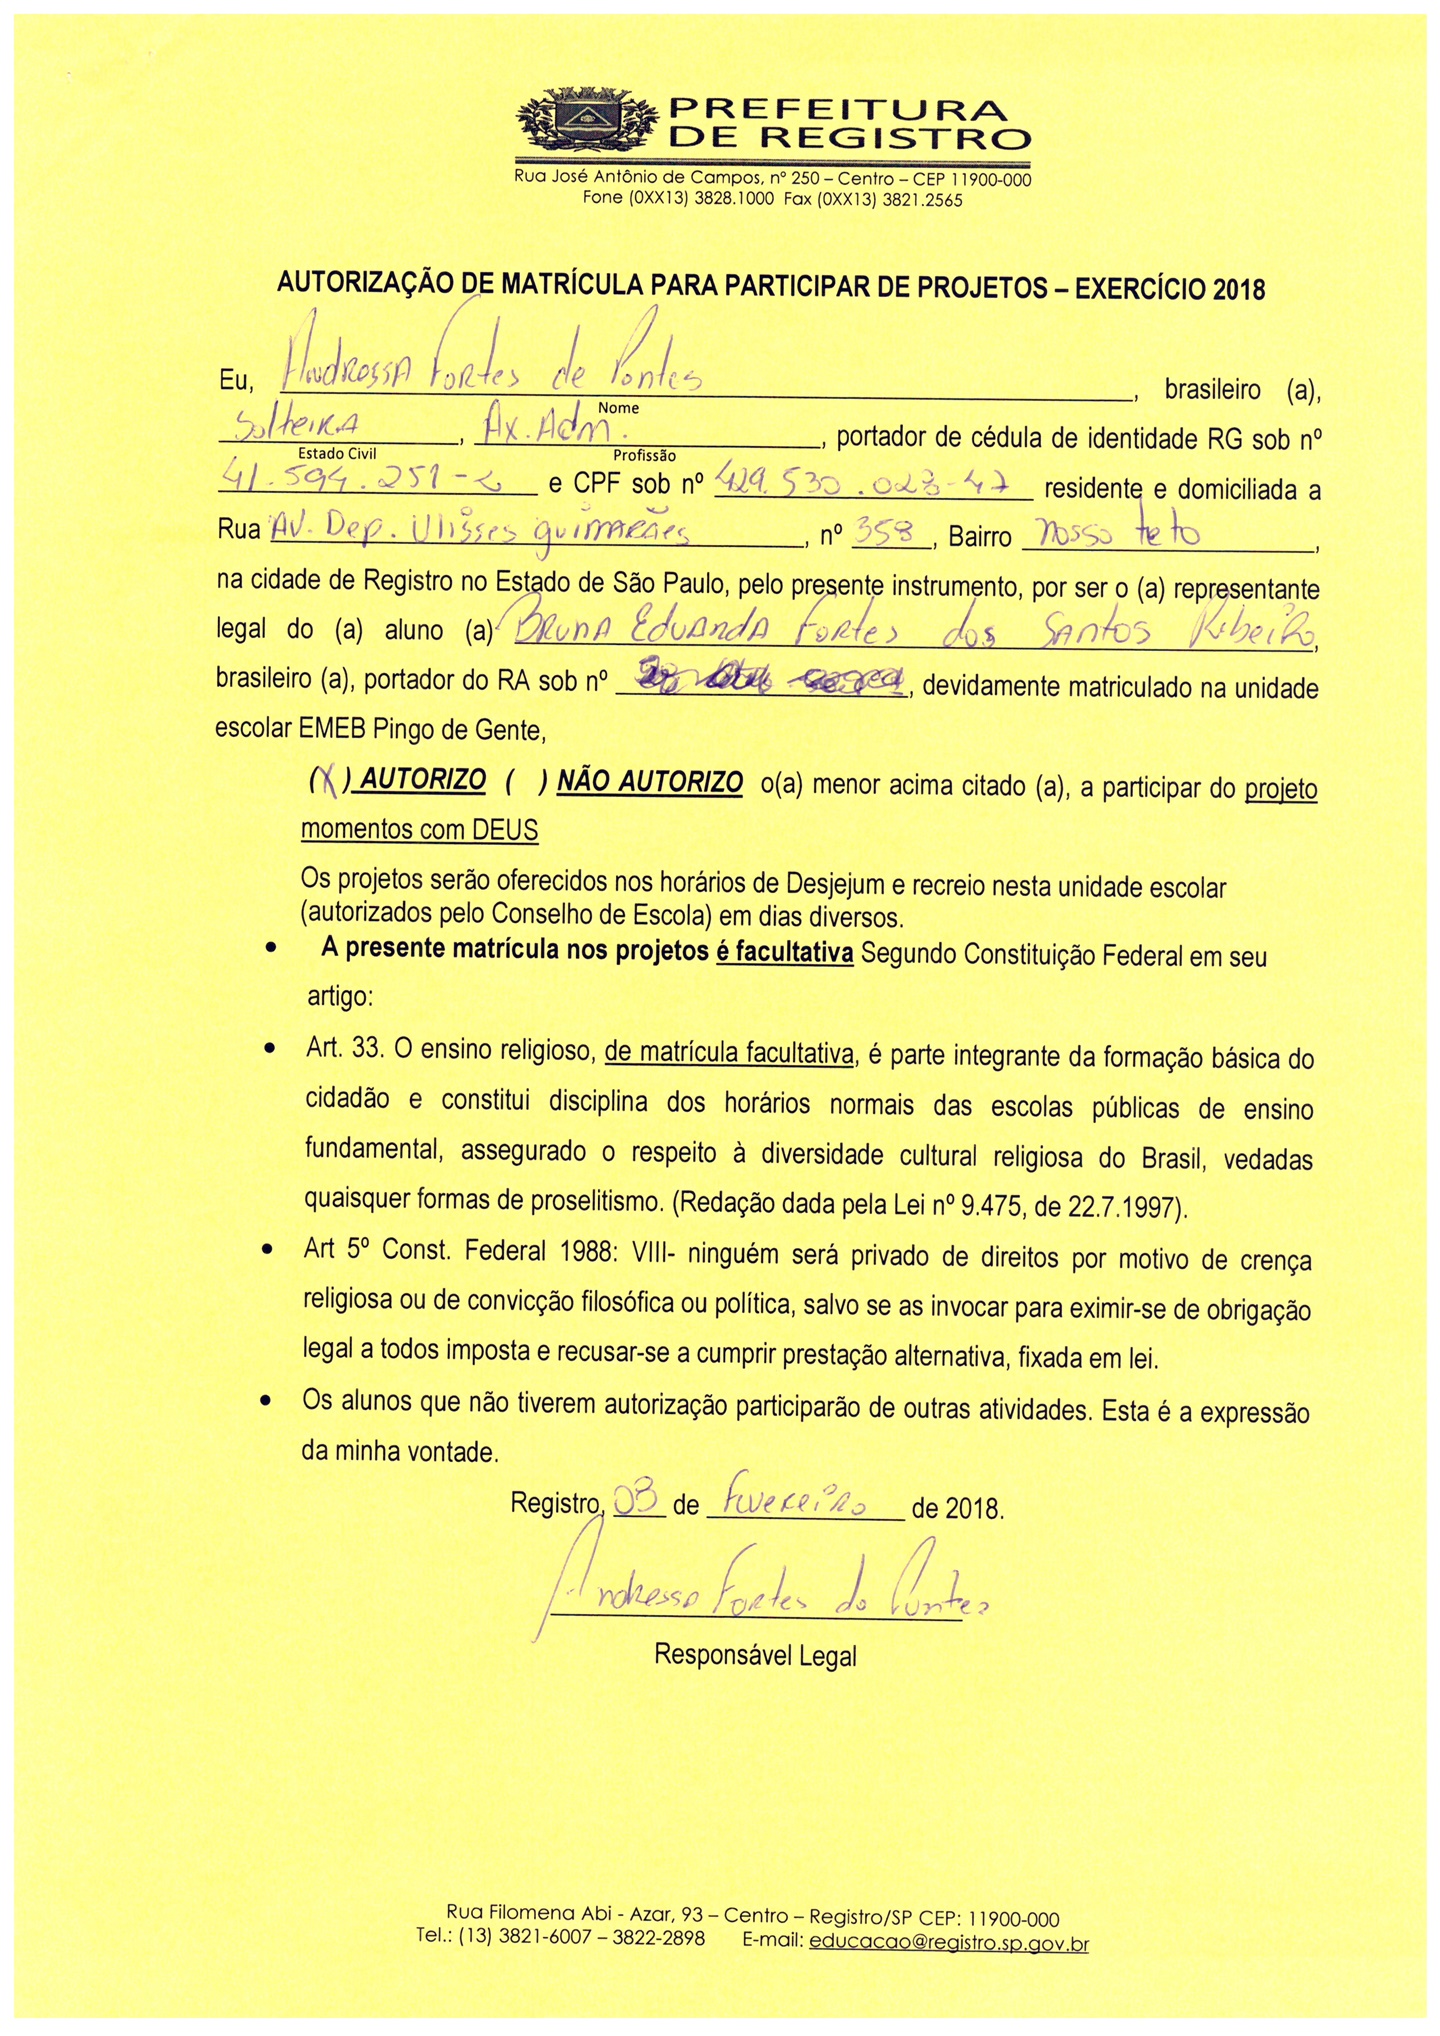 PREFEITURA
DE REGISTRO
Rua José Antônio de Campos, nº 250 – Centro – CEP 11900-000
Fone (0XX13) 3828.1000 Fax (0XX13) 3821.2565
AUTORIZAÇÃO DE MATRÍCULA PARA PARTICIPAR DE PROJETOS – EXERCÍCIO 2018
Eu, Andressa Fortes de Pontes, brasileiro (a),
Nome
Solteira, Ax. Adm., portador de cédula de identidade RG sob nº
Estado Civil Profissão
41.594.251-2 e CPF sob nº 429.530.028-47 residente e domiciliada a
Rua Av. Dep. Ulisses guimarães, nº 358, Bairro nosso teto,
na cidade de Registro no Estado de São Paulo, pelo presente instrumento, por ser o (a) representante
legal do (a) aluno (a) Bruna Eduarda Fortes dos Santos Ribeiro,
brasileiro (a), portador do RA sob nº , devidamente matriculado na unidade
escolar EMEB Pingo de Gente,
(X) AUTORIZO ( ) NÃO AUTORIZO o(a) menor acima citado (a), a participar do projeto
momentos com DEUS
Os projetos serão oferecidos nos horários de Desjejum e recreio nesta unidade escolar
(autorizados pelo Conselho de Escola) em dias diversos.
• A presente matrícula nos projetos é facultativa Segundo Constituição Federal em seu
artigo:
• Art. 33. O ensino religioso, de matrícula facultativa, é parte integrante da formação básica do
cidadão e constitui disciplina dos horários normais das escolas públicas de ensino
fundamental, assegurado o respeito à diversidade cultural religiosa do Brasil, vedadas
quaisquer formas de proselitismo. (Redação dada pela Lei nº 9.475, de 22.7.1997).
• Art 5º Const. Federal 1988: VIII- ninguém será privado de direitos por motivo de crença
religiosa ou de convicção filosófica ou política, salvo se as invocar para eximir-se de obrigação
legal a todos imposta e recusar-se a cumprir prestação alternativa, fixada em lei.
• Os alunos que não tiverem autorização participarão de outras atividades. Esta é a expressão
da minha vontade.
Registro, 03 de Fevereiro de 2018.
Andressa Fortes de Pontes
Responsável Legal
Rua Filomena Abi - Azar, 93 – Centro – Registro/SP CEP: 11900-000
Tel.: (13) 3821-6007 – 3822-2898 E-mail: educacao@registro.sp.gov.br